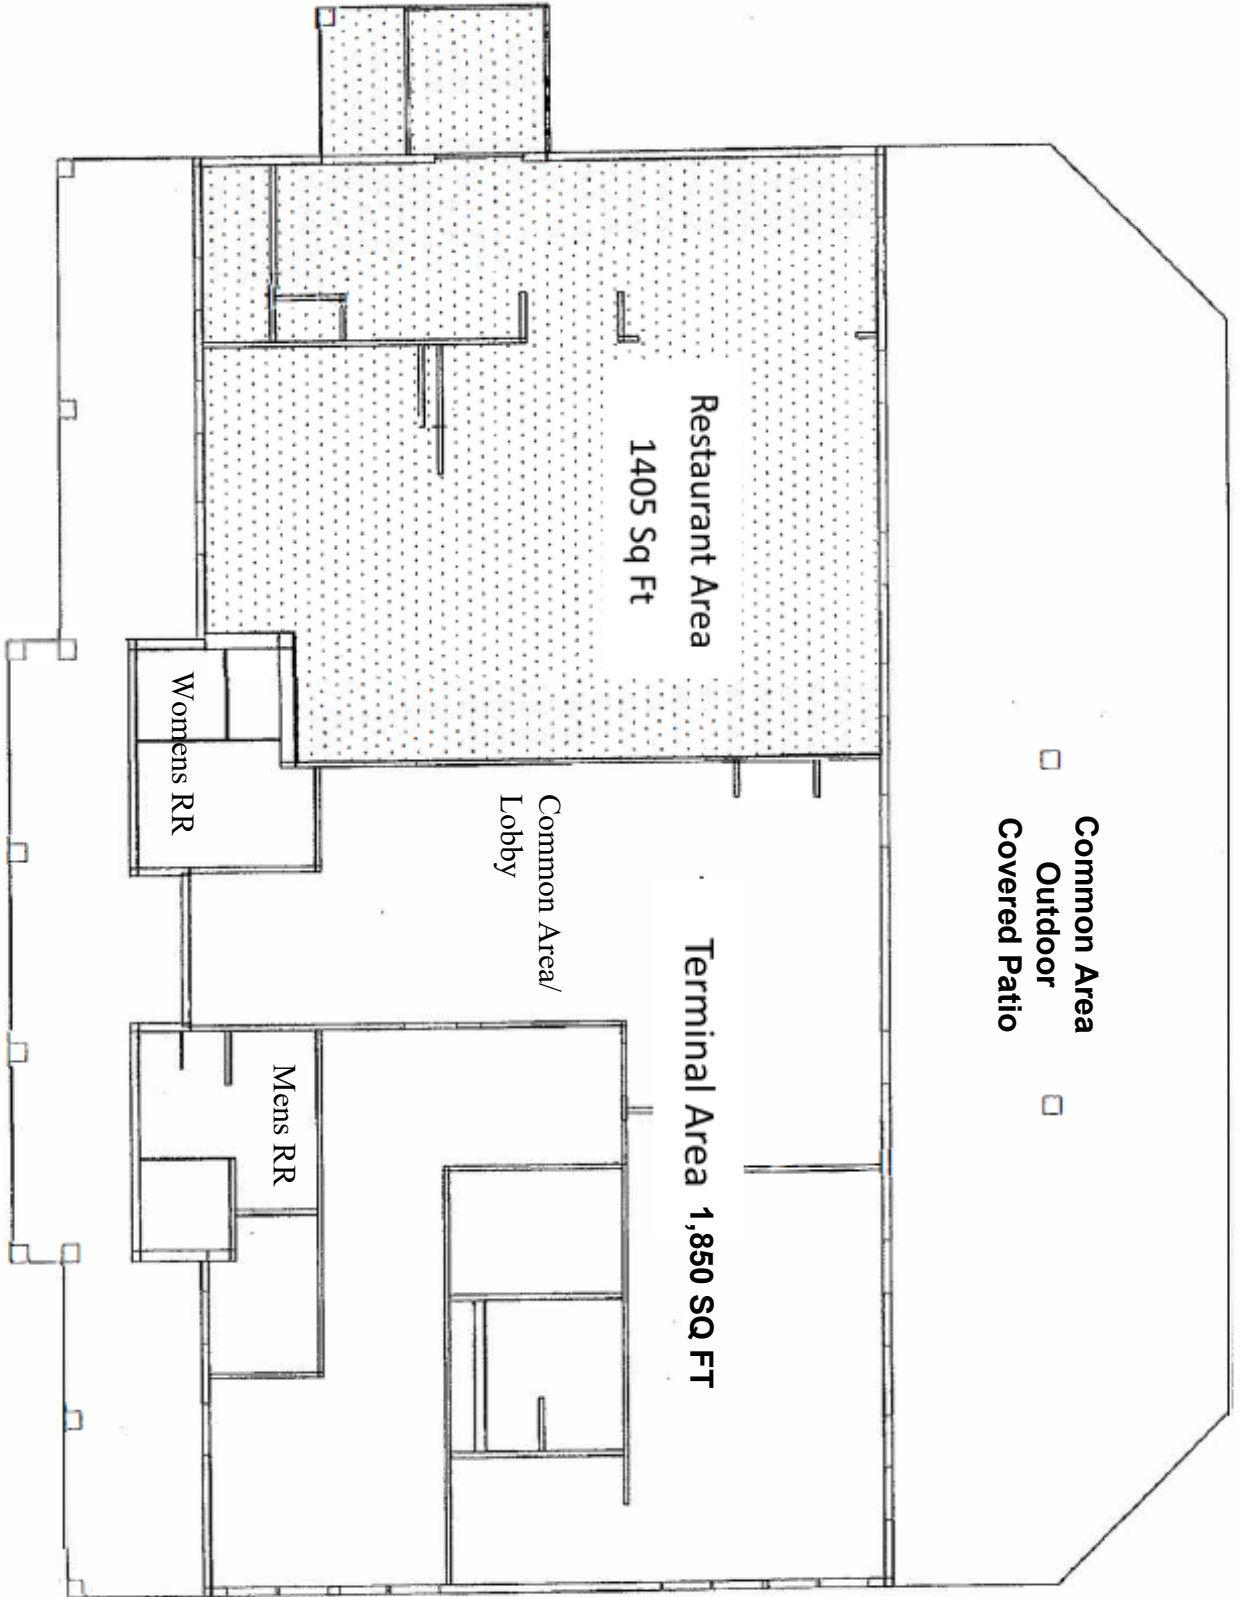 Restaurant Area
1405 Sq Ft
Womens RR
Common Area/
Lobby
Common Area
Outdoor
Covered Patio
Terminal Area 1,850 SQ FT
Mens RR